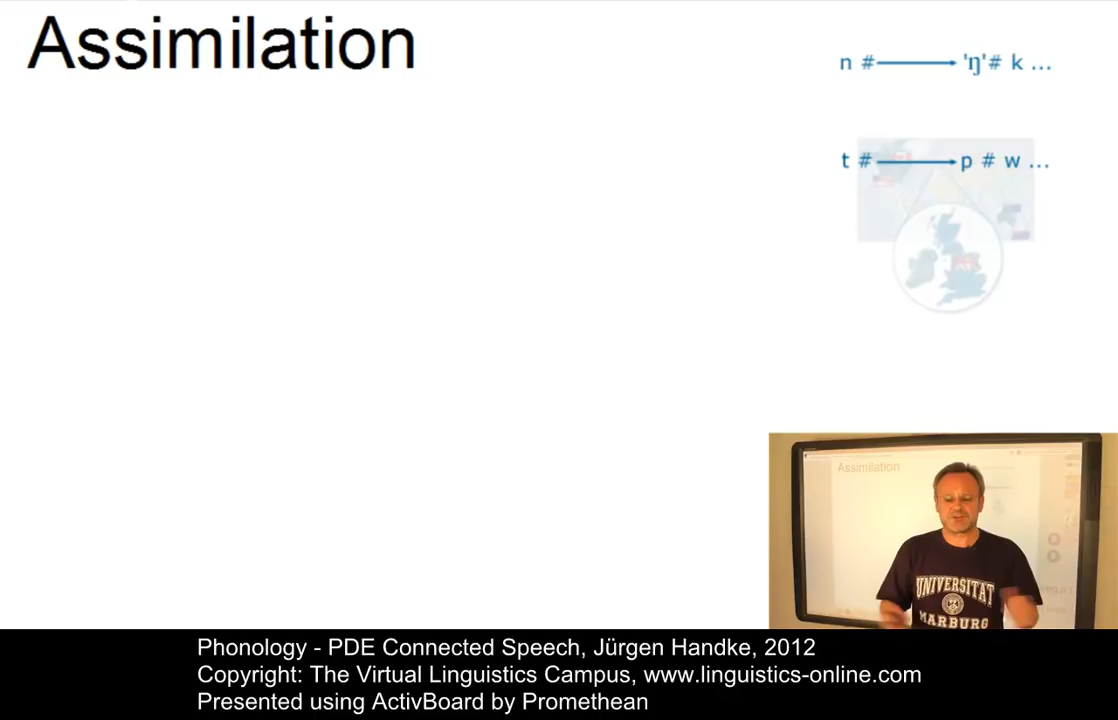 Assimilation
n # ⟶ 'ŋ'# k ...
t # ⟶ p # w ...
Assimilation
UNIVERSITÄT
MARBURG
Phonology - PDE Connected Speech, Jürgen Handke, 2012
Copyright: The Virtual Linguistics Campus, www.linguistics-online.com
Presented using ActivBoard by Promethean